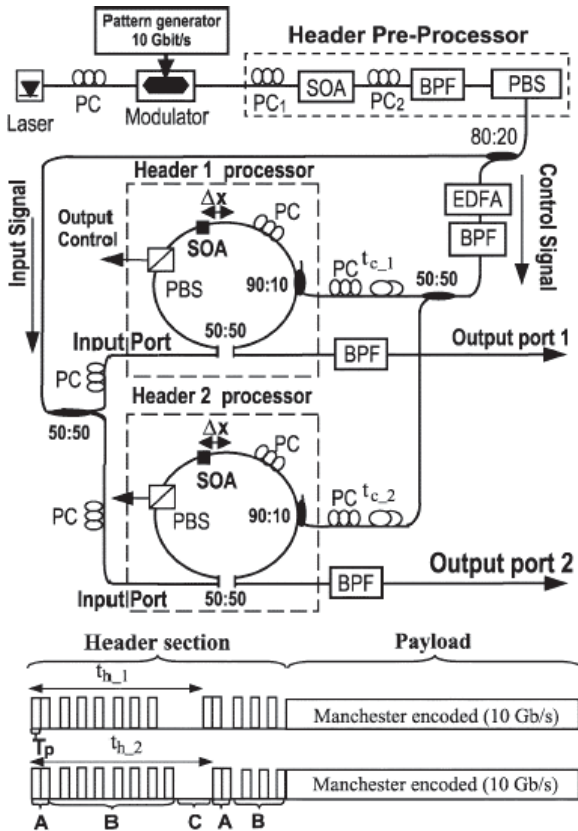 Pattern generator
10 Gbit/s
Header Pre-Processor
PC
Laser
Modulator
PC1
SOA
PC2
BPF
PBS
80:20
Header 1 processor
EDFA
BPF
Control Signal
Input Signal
Output
Control
Δx
PC
SOA
PBS
90:10
PC
tc_1
50:50
50:50
Input Port
BPF
Output port 1
PC
50:50
Header 2 processor
Δx
PC
SOA
PBS
90:10
PC
tc_2
PC
Input Port
50:50
BPF
Output port 2
Header section
Payload
th_1
Manchester encoded (10 Gb/s)
Tp
th_2
Manchester encoded (10 Gb/s)
A B C A B